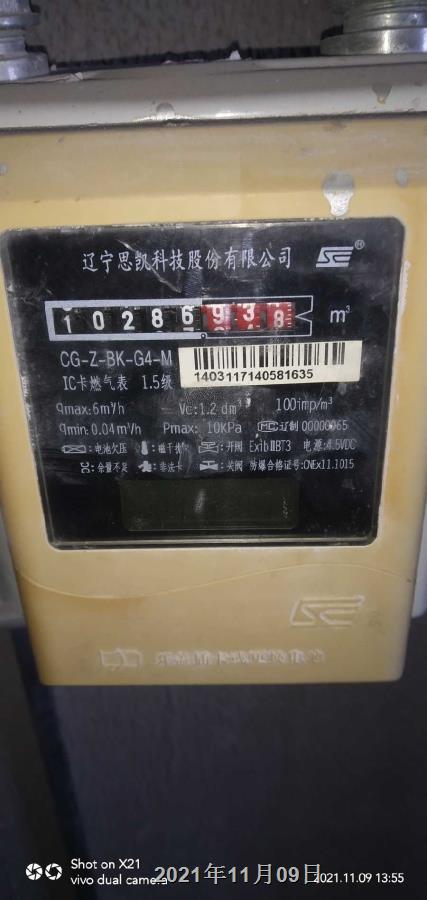 辽宁思凯科技股份有限公司 SC®
10286938 m³
CG-Z-BK-G4-M
IC卡燃气表 1.5级
1403117140581635
qmax:6m³/h Vc:1.2 dm³ 100imp/m³
qmin:0.04m³/h Pmax: 10KPa MC 辽制 00000065
:电池欠压 :磁干扰 :开阀 ExibⅡBT3 电源:4.5VDC
:余量不足 :非法卡 :关阀 防爆合格证号:CNEx11.1015
SC
Shot on X21
vivo dual camera
2021年11月09日
2021.11.09 13:55